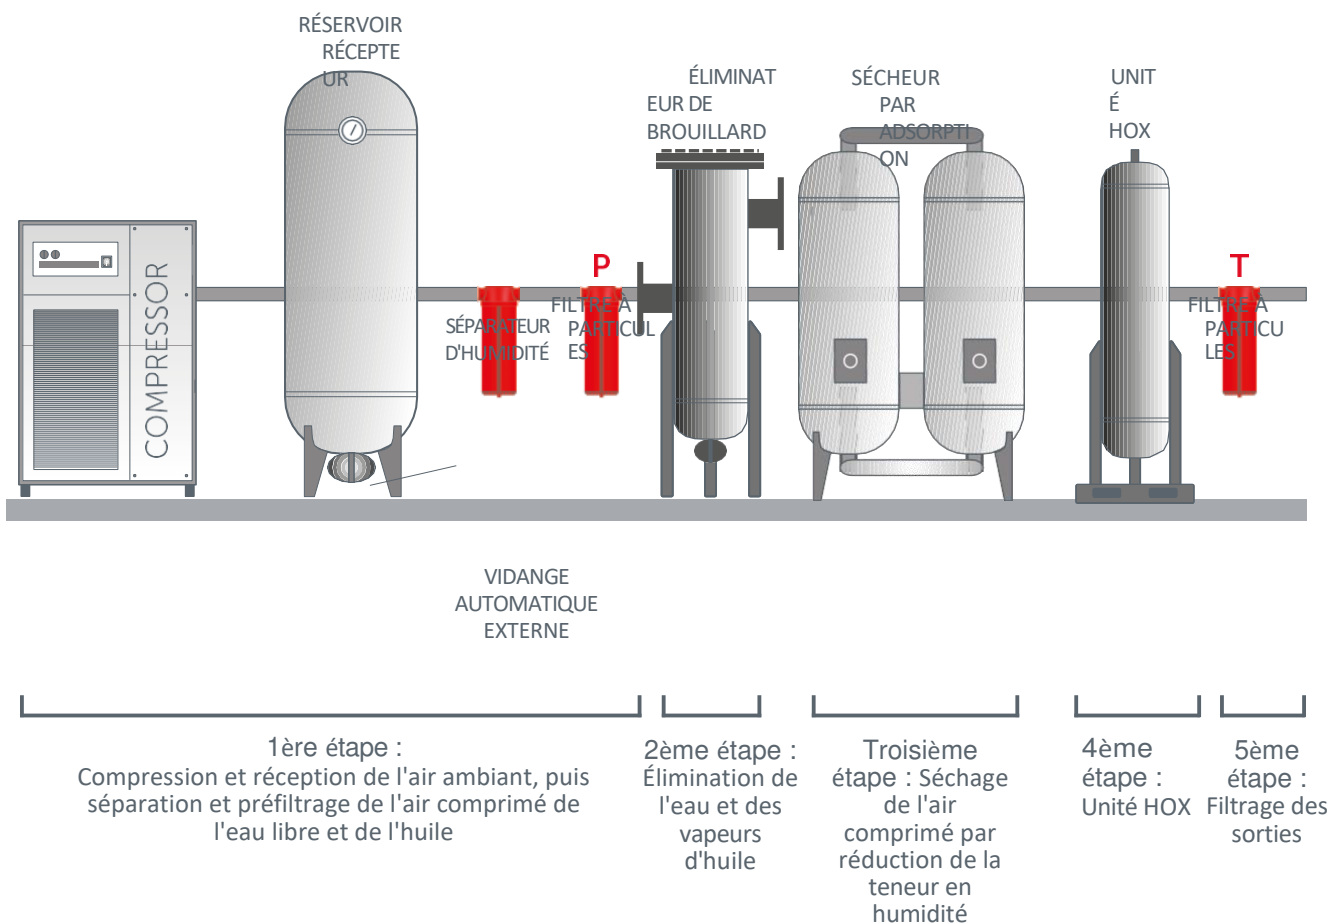 RÉSERVOIR
RÉCEPTE
UR
ÉLIMINAT
EUR DE
BROUILLARD
SÉCHEUR
PAR
ADSORPTI
ON
UNIT
É
HOX
COMPRESSOR
SÉPARATEUR
D'HUMIDITÉ
P
FILTRE À
PARTICUL
ES
T
FILTRE À
PARTICU
LES
VIDANGE
AUTOMATIQUE
EXTERNE
1ère étape :
Compression et réception de l'air ambiant, puis
séparation et préfiltrage de l'air comprimé de
l'eau libre et de l'huile
2ème étape :
Élimination de
l'eau et des
vapeurs
d'huile
Troisième
étape : Séchage
de l'air
comprimé par
réduction de la
teneur en
humidité
4ème
étape :
Unité HOX
5ème
étape :
Filtrage des
sorties